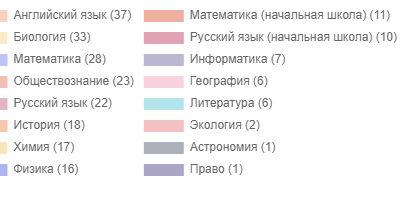 Английский язык (37)
Биология (33)
Математика (28)
Обществознание (23)
Русский язык (22)
История (18)
Химия (17)
Физика (16)
Математика (начальная школа) (11)
Русский язык (начальная школа) (10)
Информатика (7)
География (6)
Литература (6)
Экология (2)
Астрономия (1)
Право (1)